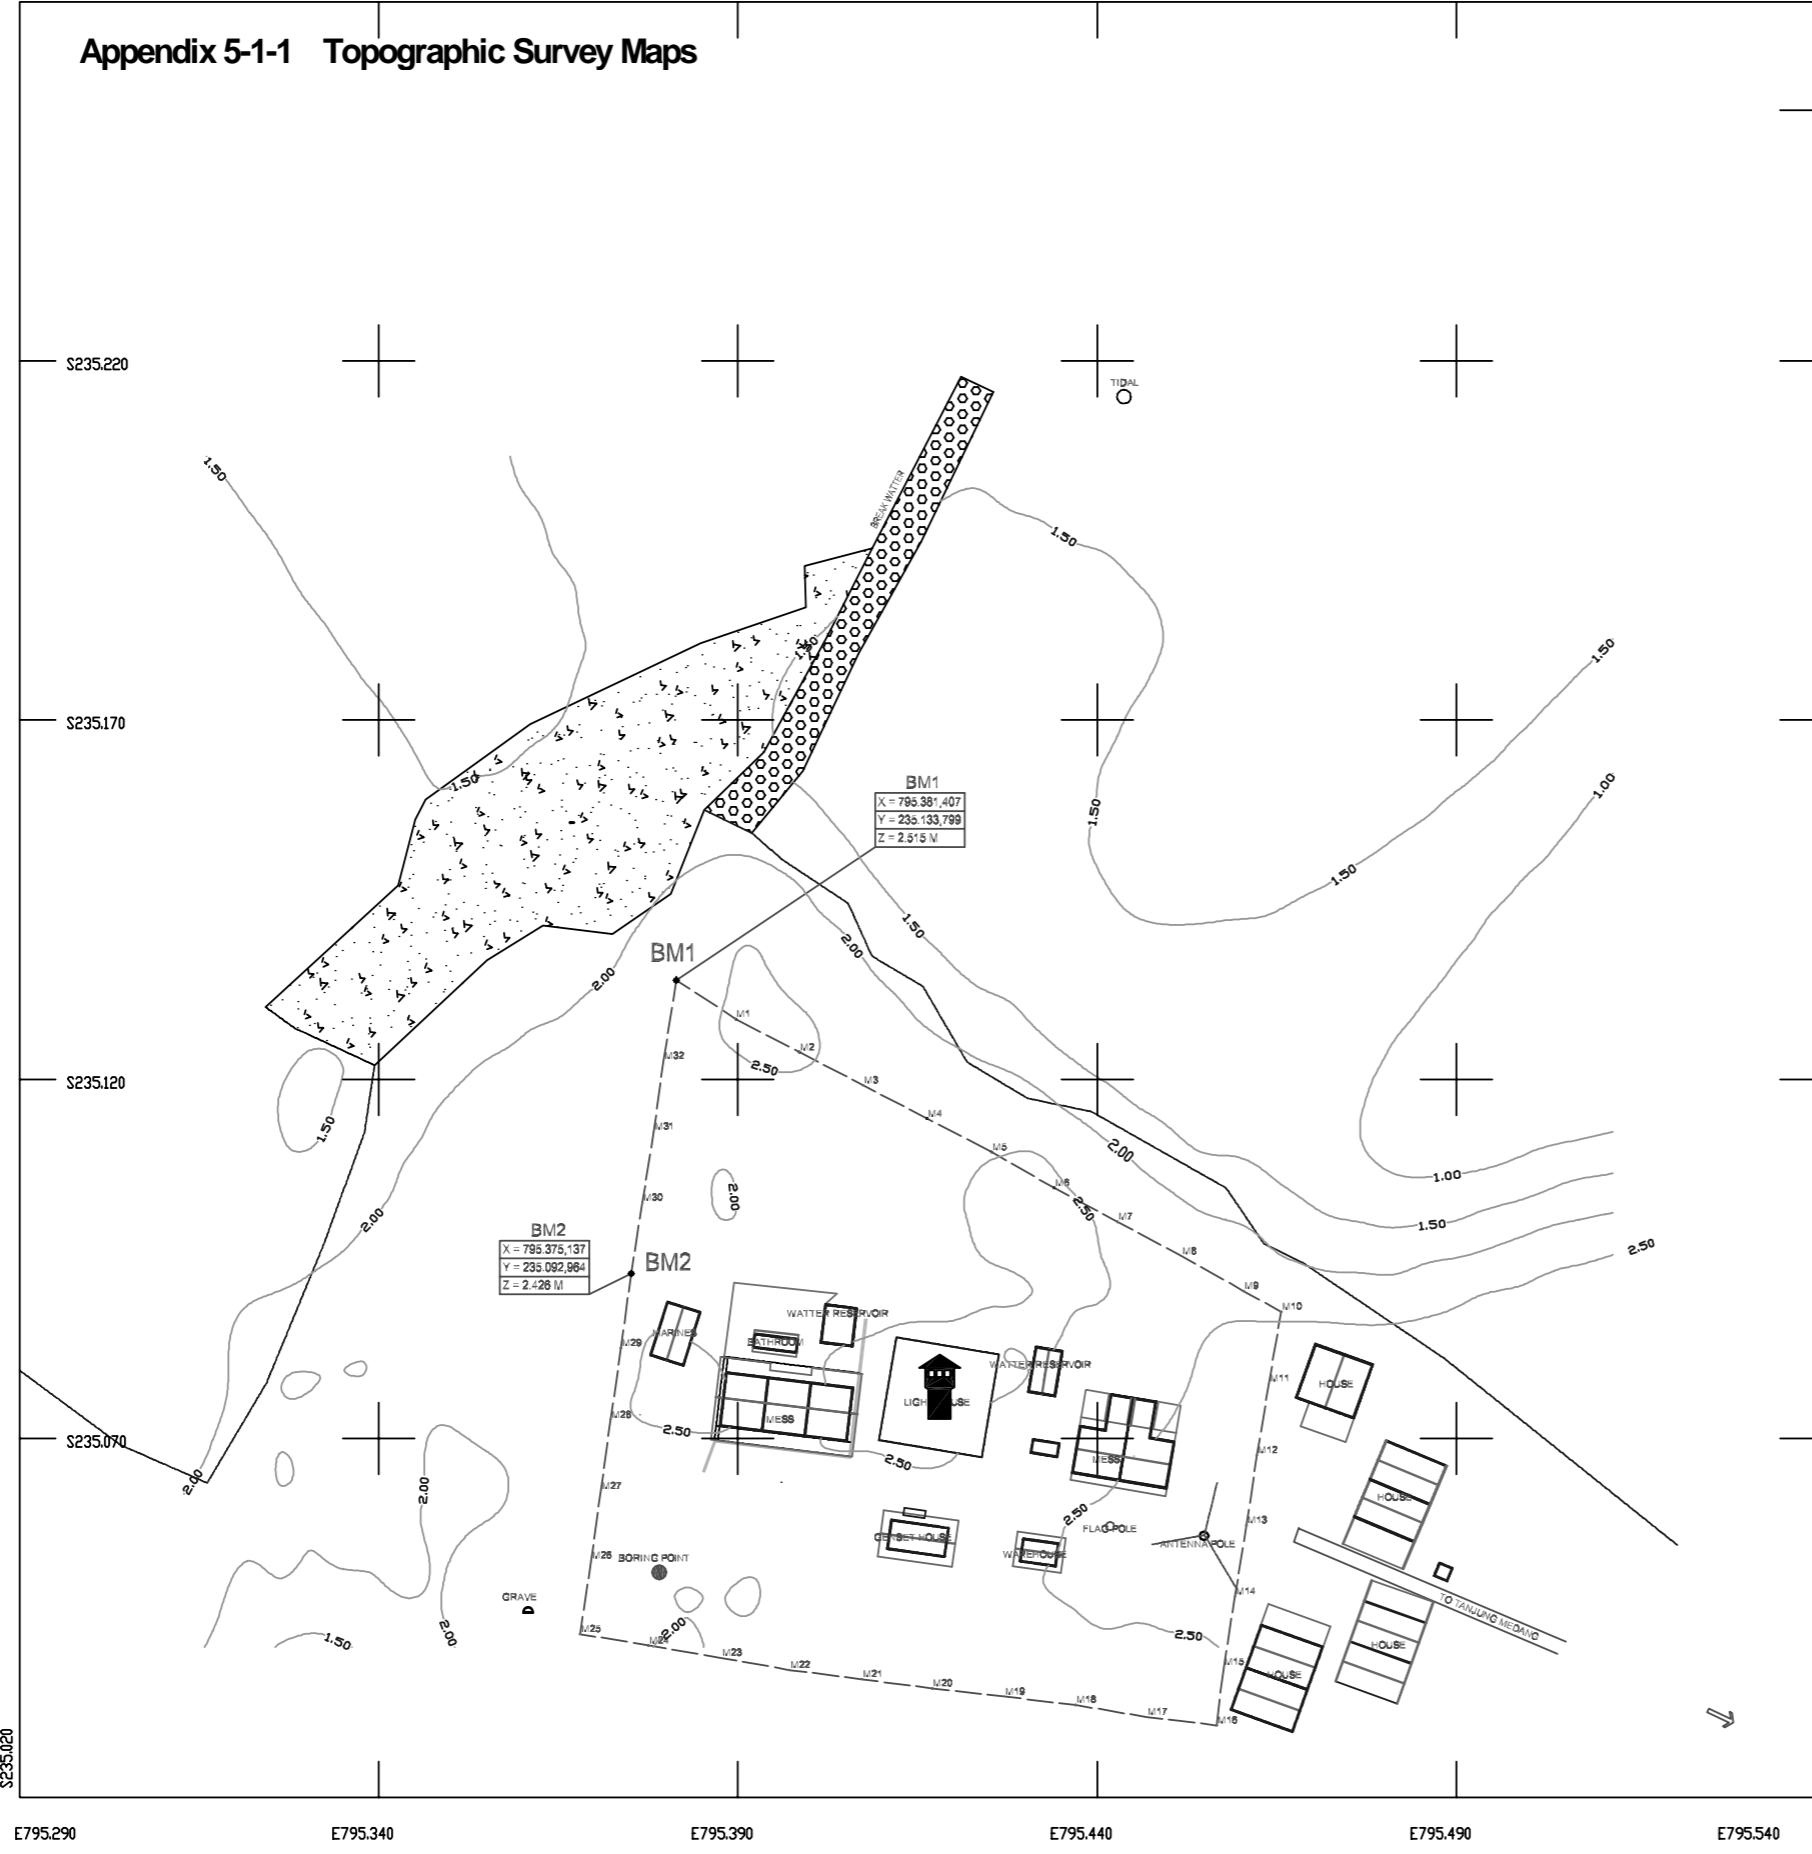 Appendix 5-1-1 Topographic Survey Maps
S235.220
TIDAL
1.50
BREAK WATTER
1.50
1.50
1.50
S235.170
1.50
BM1
X = 795.381,407
Y = 235.133,799
Z = 2.515 M
1.00
1.50
1.50
1.50
2.00
BM1
2.00
M1
M2
M32
2.50
M3
S235.120
M4
M31
1.50
M5
2.00
1.00
M6
M30
2.00
2.50
M7
2.00
1.50
BM2
X = 795.375,137
Y = 235.092,964
Z = 2.426 M
BM2
M8
2.50
M9
M10
WATTER RESERVOIR
MARINES
M29
BATHROOM
WATTER RESERVOIR
M11
HOUSE
LIGHTHOUSE
M28
MESS
2.50
S235.070
M12
2.50
MESS
2.00
M27
2.00
HOUSE
2.50
M13
FLAG POLE
GENSET HOUSE
ANTENNA POLE
WAREHOUSE
M26
BORING POINT
M14
GRAVE
TO TANJUNG MEDANG
M25
2.00
2.00
1.50
M24
2.50
HOUSE
M23
M15
M22
HOUSE
M21
M20
M19
M18
M17
M16
S235.020
E795.290
E795.340
E795.390
E795.440
E795.490
E795.540